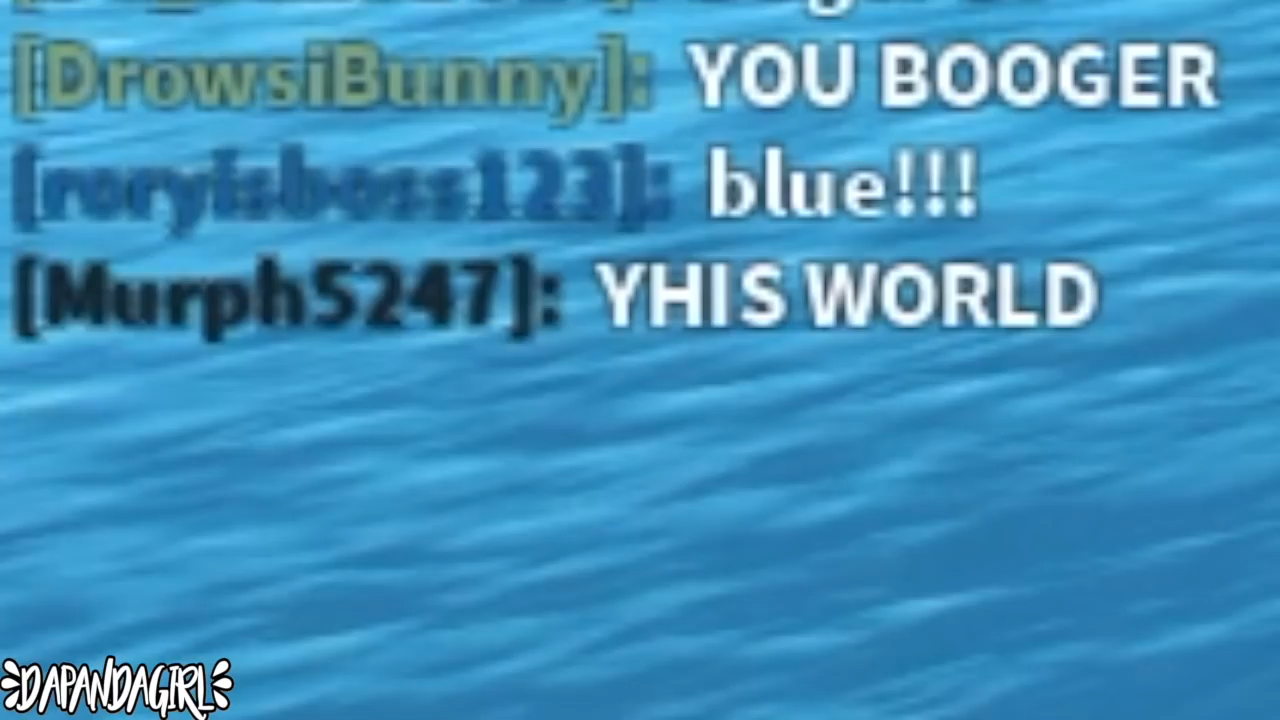 [DrowsiBunny]: YOU BOOGER
[roryisboss123]: blue!!!
[Murph5247]: YHIS WORLD
DAPANDAGIRL